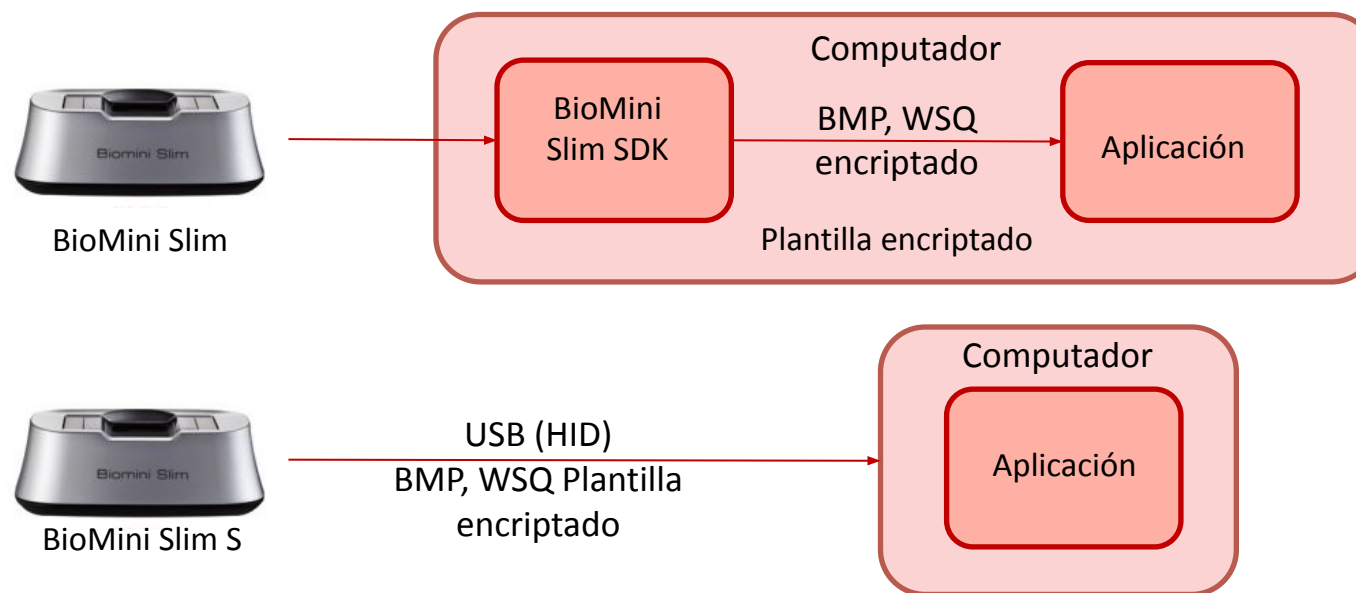 Computador
BioMini
Slim SDK
BMP, WSQ
encriptado
Aplicación
Plantilla encriptado
Biomini Slim
BioMini Slim
Computador
USB (HID)
BMP, WSQ Plantilla
encriptado
Aplicación
Biomini Slim
BioMini Slim S